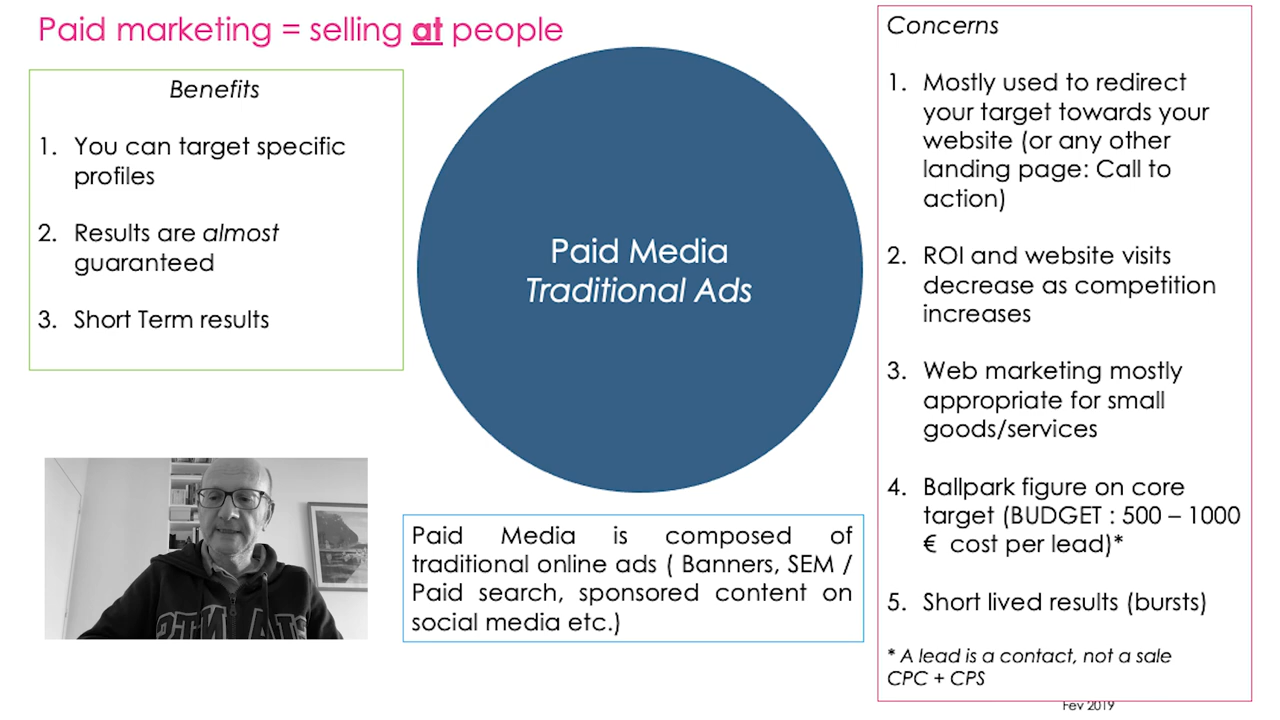 Paid marketing = selling at people
Benefits
1. You can target specific
profiles
2. Results are almost
guaranteed
3. Short Term results
Paid Media
Traditional Ads
Paid Media is composed of
traditional online ads ( Banners, SEM /
Paid search, sponsored content on
social media etc.)
Concerns
1. Mostly used to redirect
your target towards your
website (or any other
landing page: Call to
action)
2. ROI and website visits
decrease as competition
increases
3. Web marketing mostly
appropriate for small
goods/services
4. Ballpark figure on core
target (BUDGET : 500 – 1000
€ cost per lead)*
5. Short lived results (bursts)
* A lead is a contact, not a sale
CPC + CPS
Fev 2019